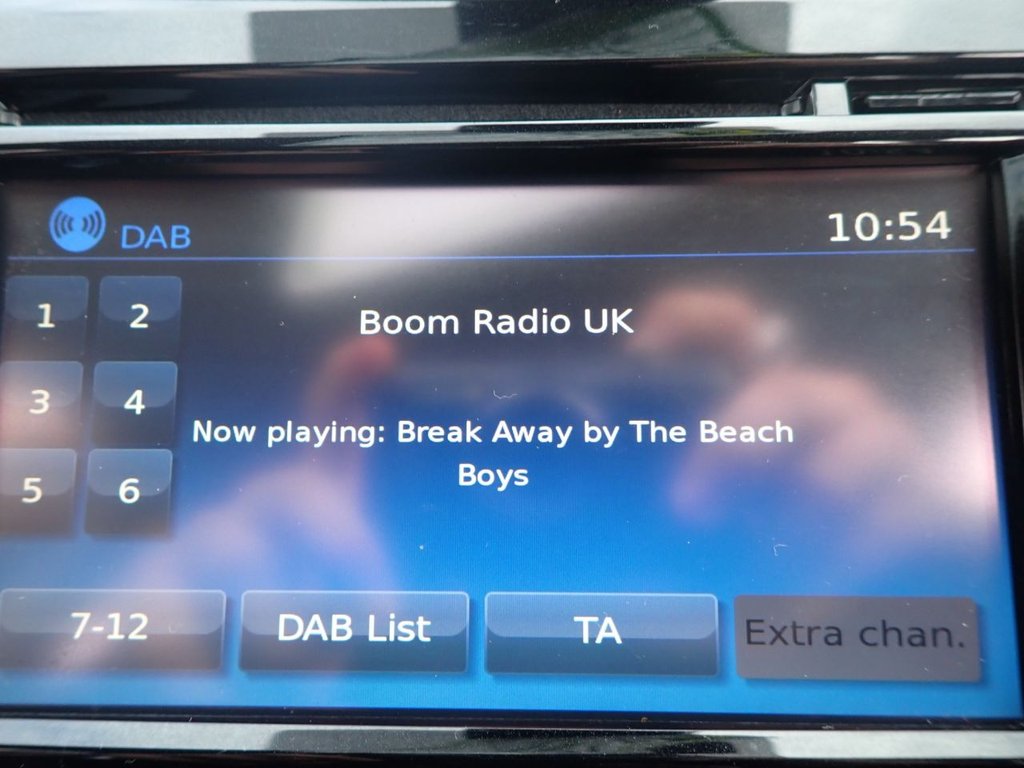 DAB
10:54
1 2
Boom Radio UK
3 4
Now playing: Break Away by The Beach
Boys
5 6
7-12 DAB List TA Extra chan.